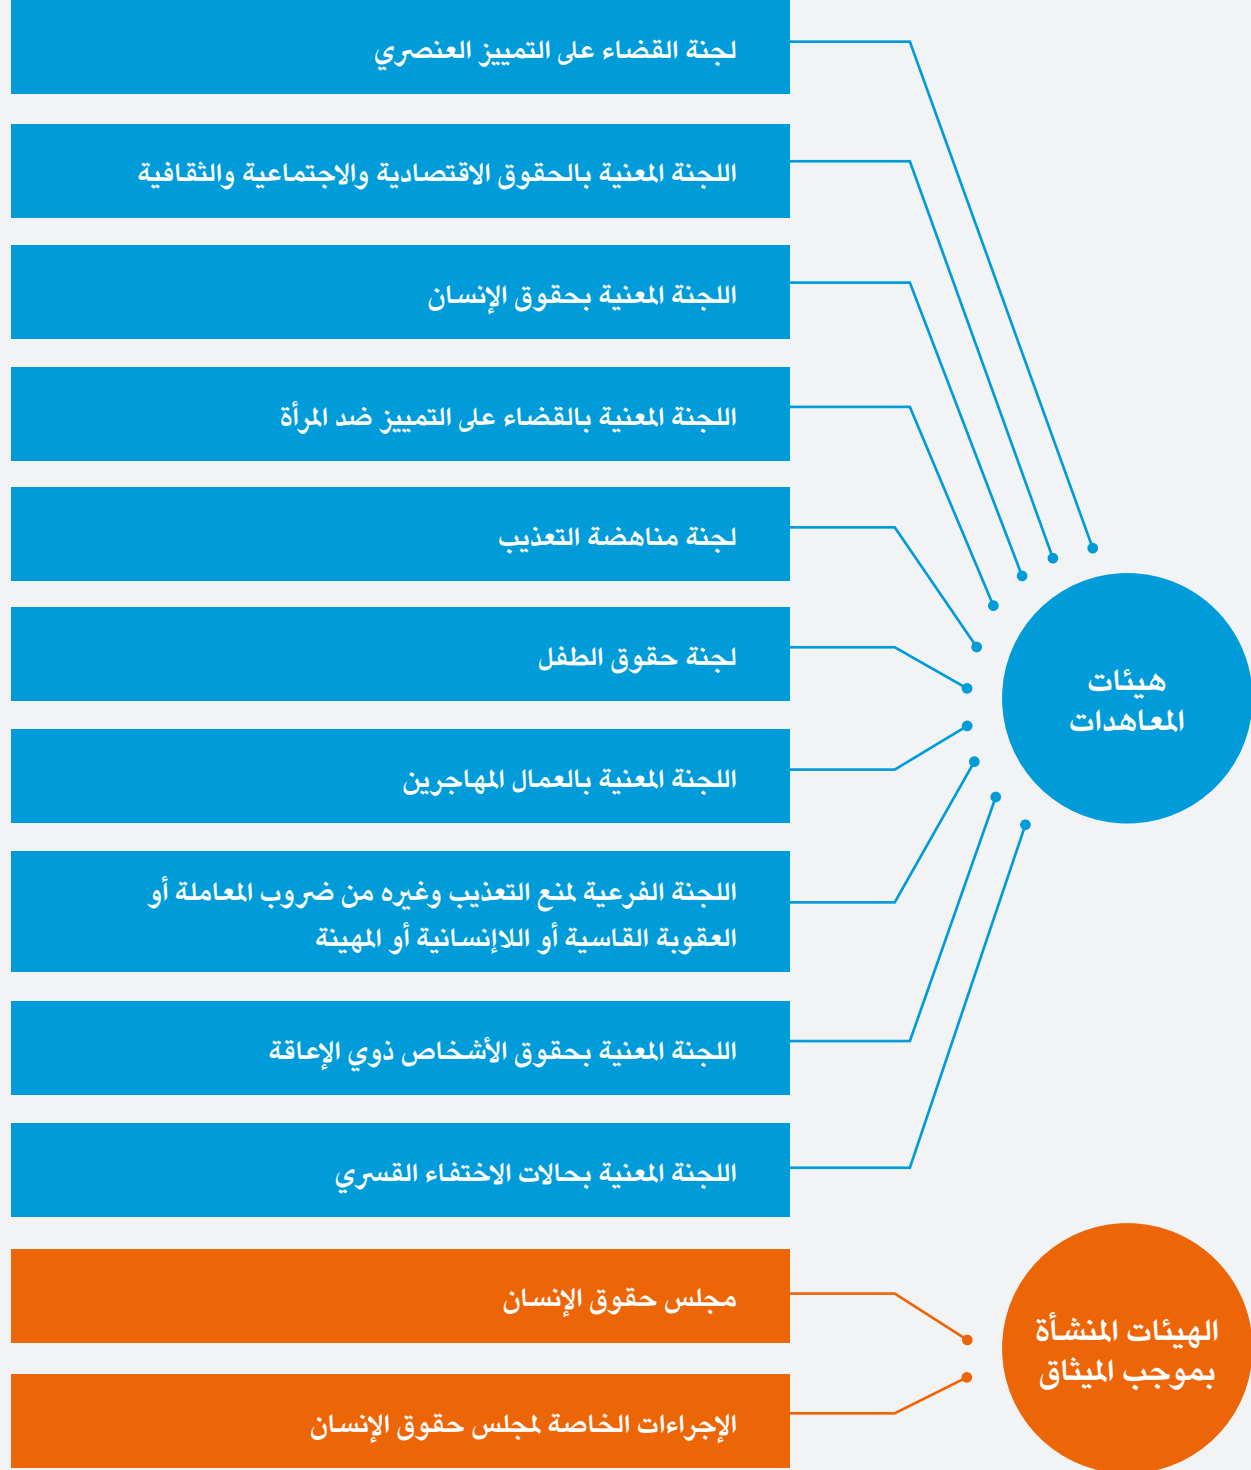 لجنة القضاء على التمييز العنصري
اللجنة المعنية بالحقوق الاقتصادية والاجتماعية والثقافية
اللجنة المعنية بحقوق الإنسان
اللجنة المعنية بالقضاء على التمييز ضد المرأة
لجنة مناهضة التعذيب
لجنة حقوق الطفل
هيئات
المعاهدات
اللجنة المعنية بالعمال المهاجرين
اللجنة الفرعية لمنع التعذيب وغيره من ضروب المعاملة أو
العقوبة القاسية أو اللاإنسانية أو المهينة
اللجنة المعنية بحقوق الأشخاص ذوي الإعاقة
اللجنة المعنية بحالات الاختفاء القسري
الهيئات المنشأة
بموجب الميثاق
مجلس حقوق الإنسان
الإجراءات الخاصة لمجلس حقوق الإنسان